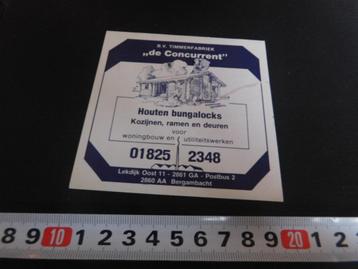 B.V. TIMMERFABRIEK
„de Concurrent"
Houten bungalocks
Kozijnen, ramen en deuren
voor
woningbouw en utiliteitswerken
01825 2348
Lekdijk Oost 11 - 2861 GA - Postbus 2
2860 AA Bergambacht
8 9 10 1 2 3 4 5 6 7 8 9 20 1 2